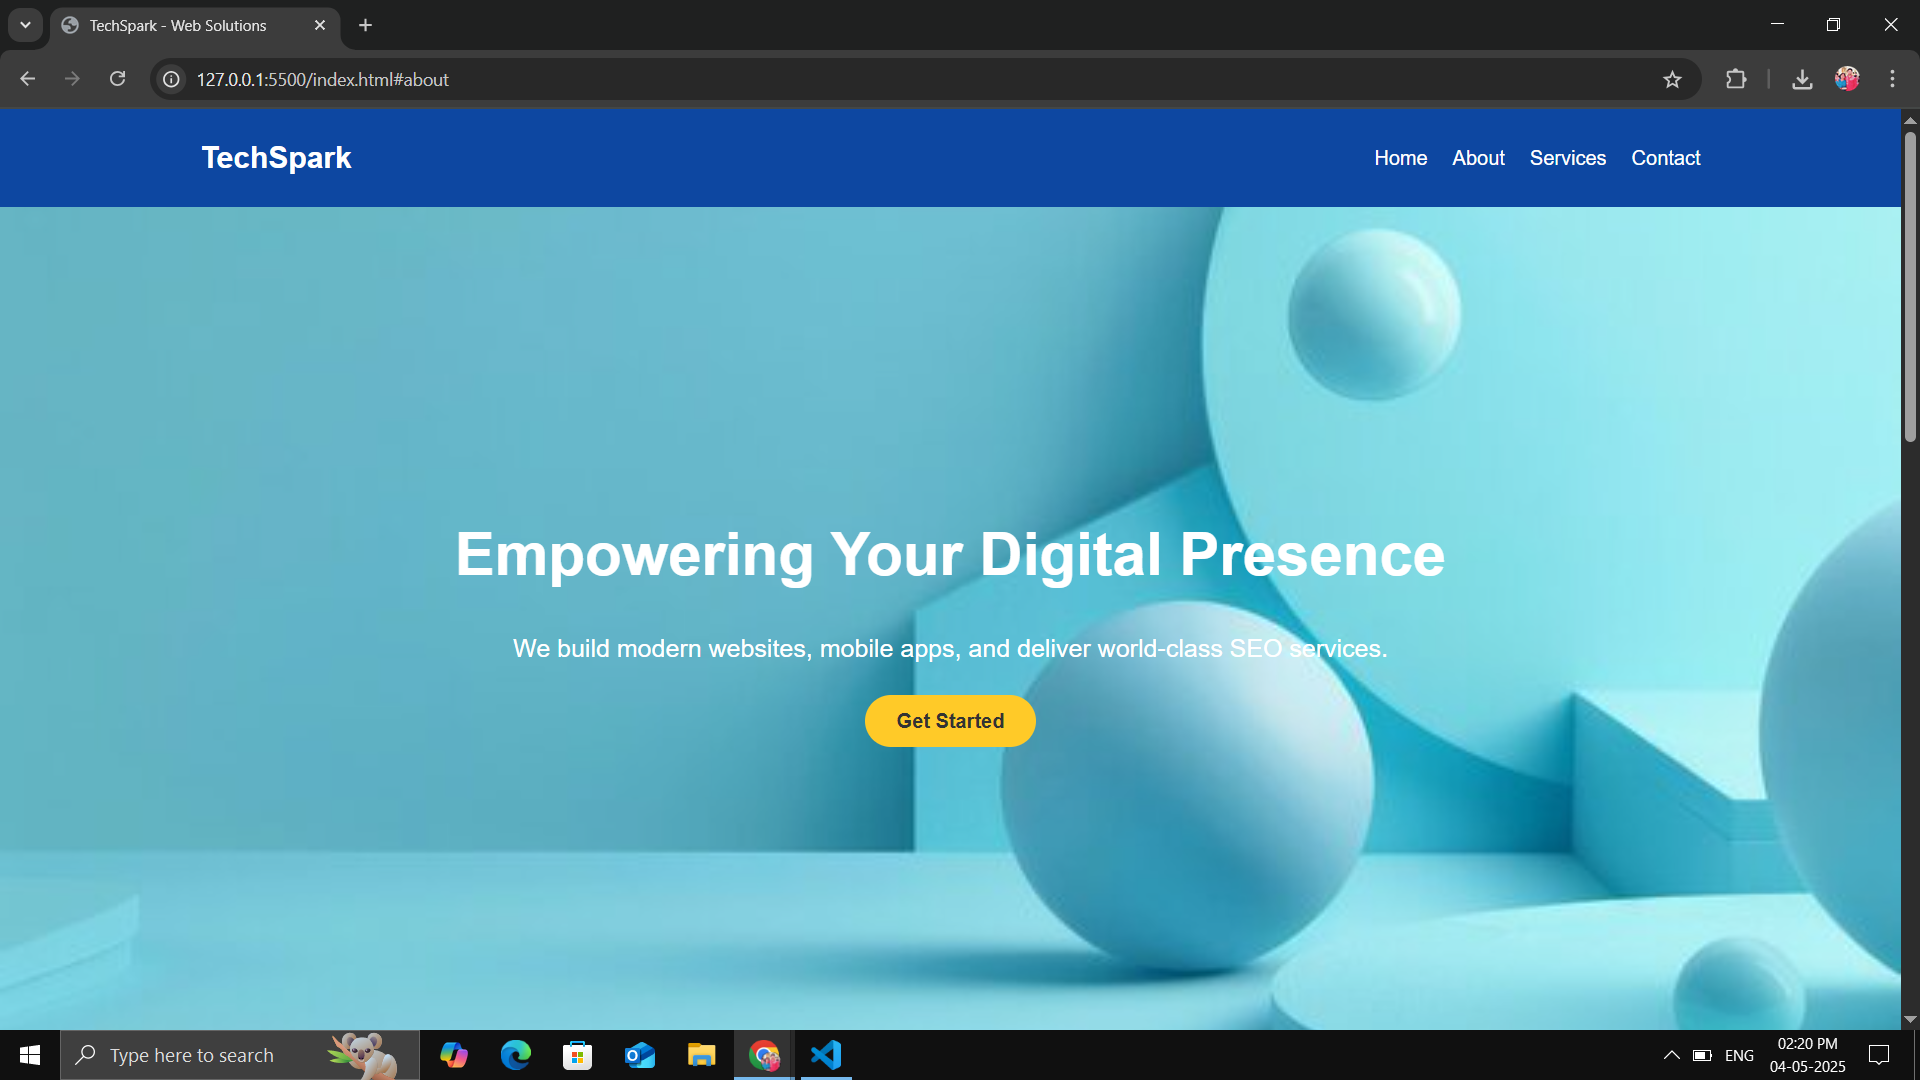 TechSpark - Web Solutions
127.0.0.1:5500/index.html#about
TechSpark
Home About Services Contact
Empowering Your Digital Presence
We build modern websites, mobile apps, and deliver world-class SEO services.
Get Started
Type here to search
ENG
02:20 PM
04-05-2025